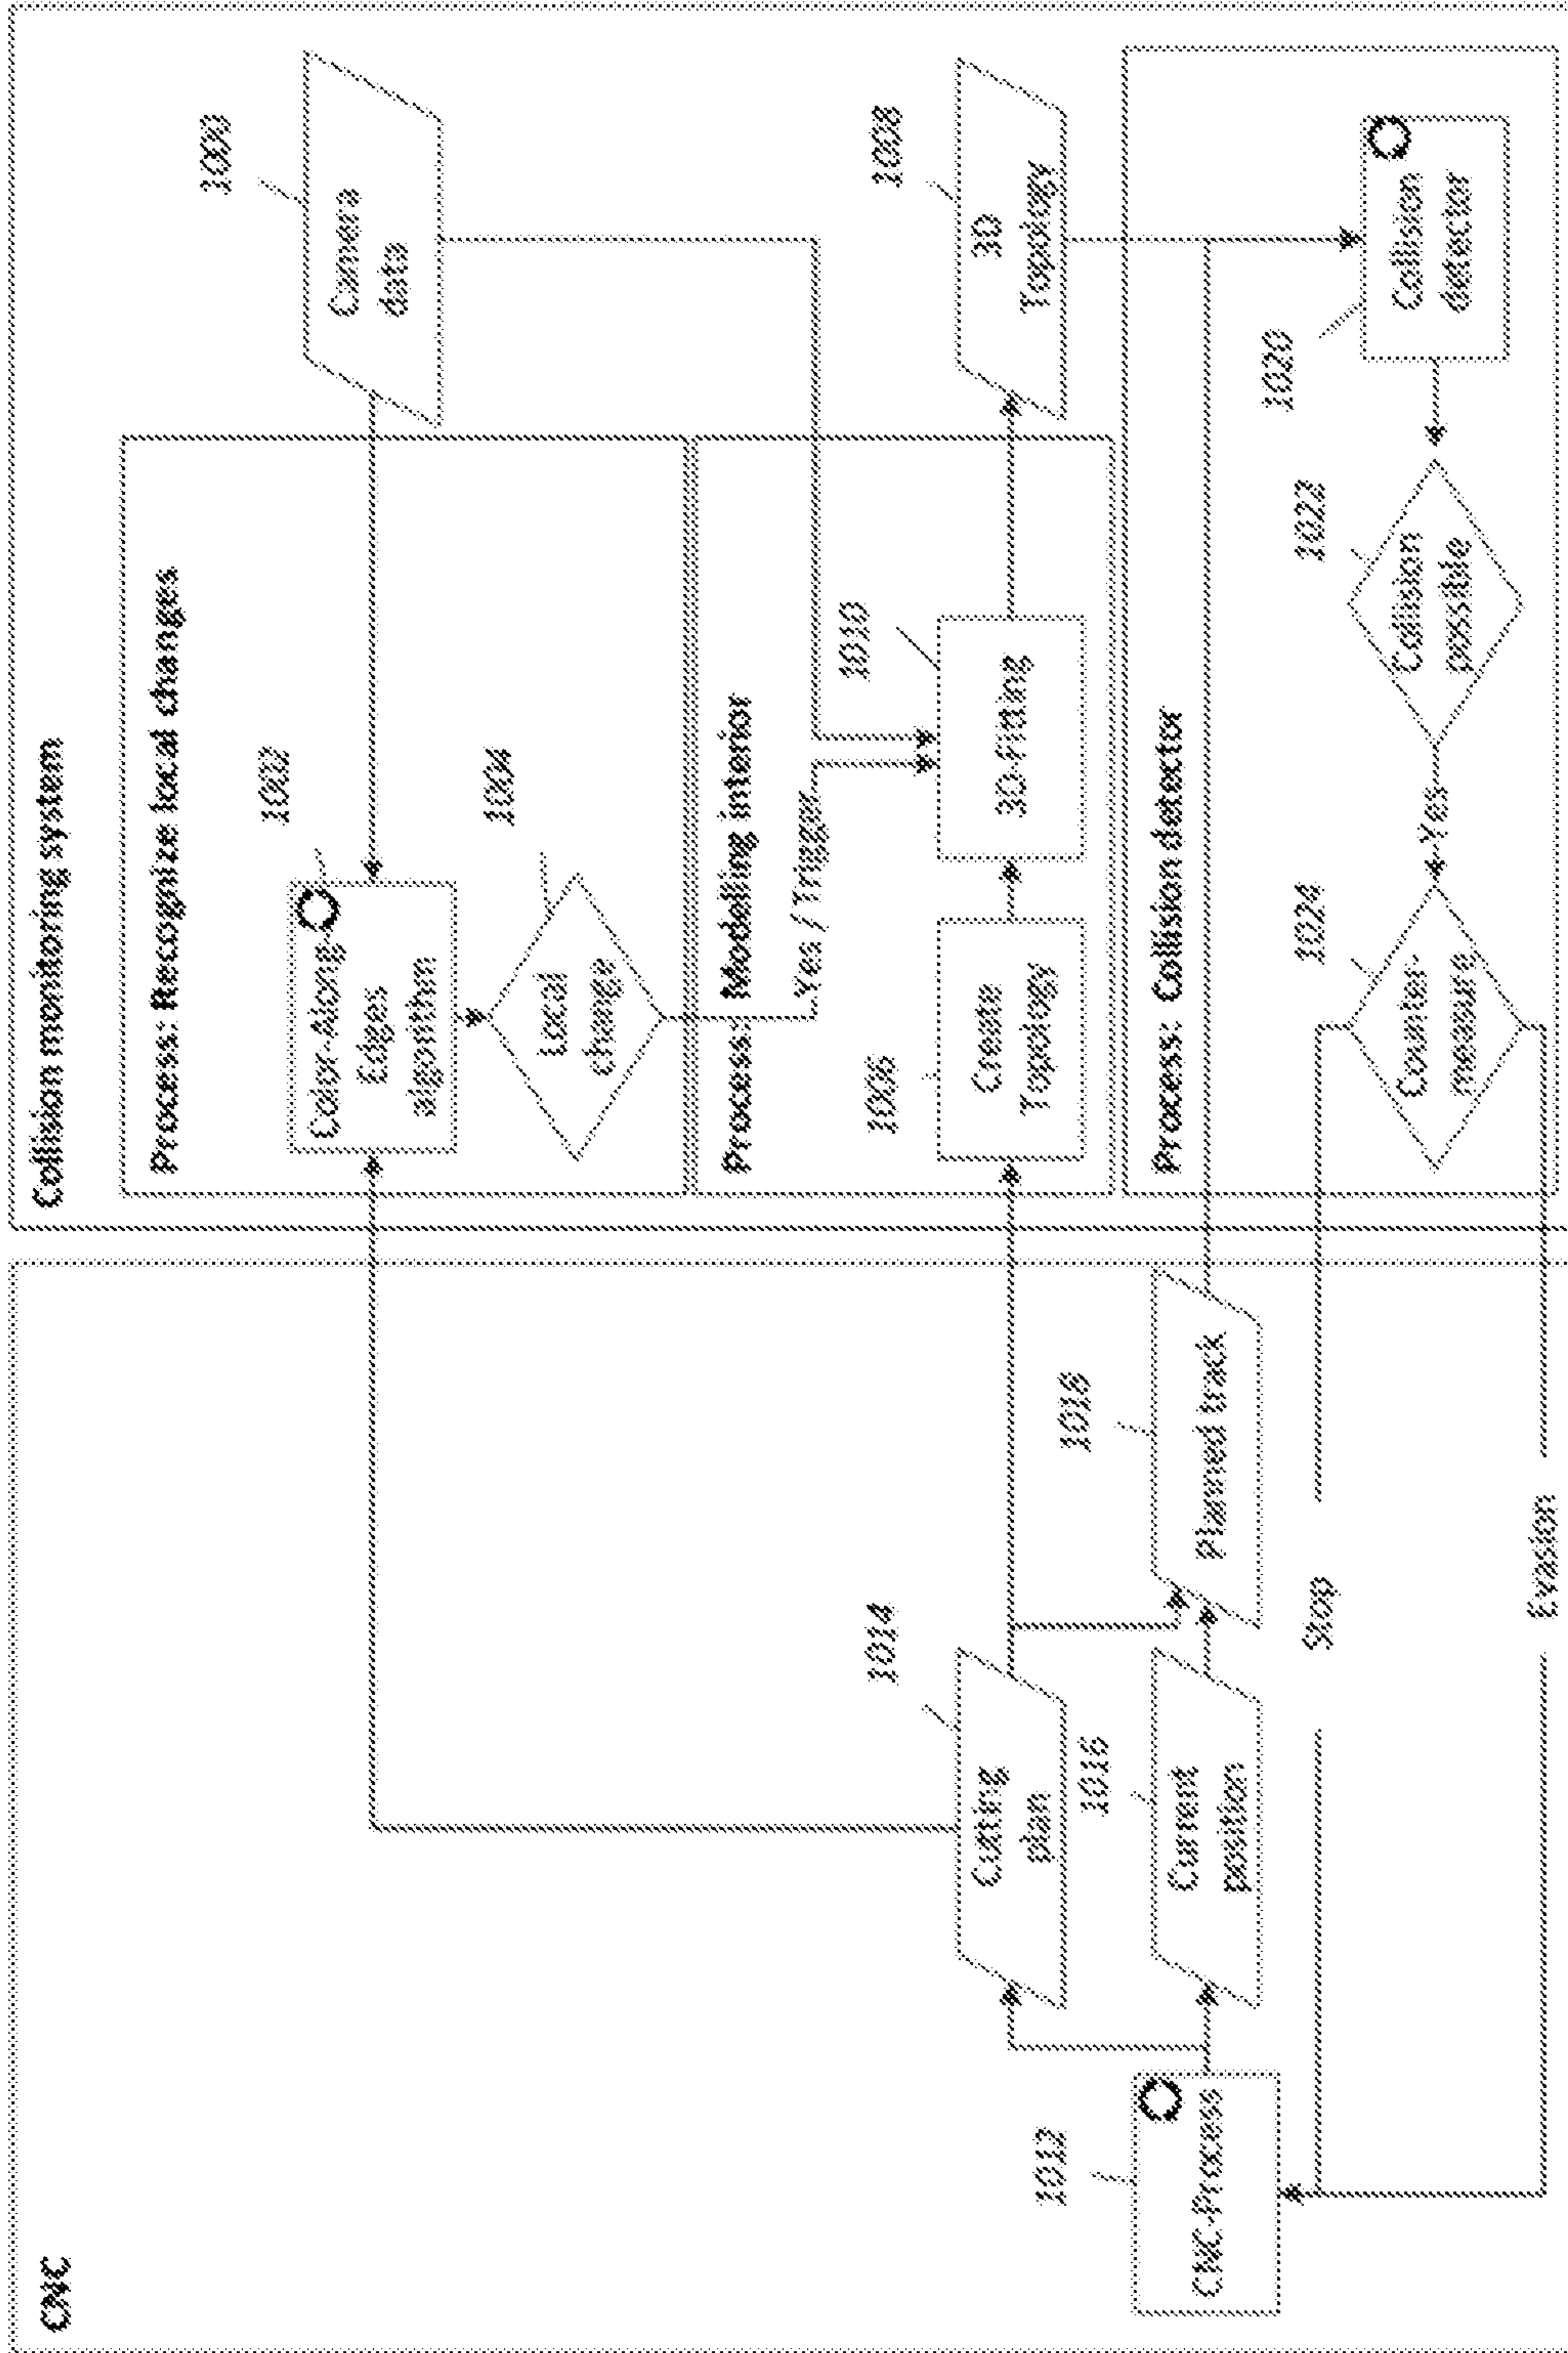 CNC
Collision monitoring system
Process: Recognize local changes
1000
Camera
data
1002
Color-Along-
Edges
algorithm
1004
Local
change
Process: Modelling interior
Yes / Trigger
1014
Cutting
plan
1006
Create
Topology
1010
3D-Fitting
1008
3D
Topology
1012
CNC-Process
1016
Current
position
1018
Planned track
Process: Collision detector
Stop
Evasion
1024
Counter-
measure
Yes
1022
Collision
possible
1020
Collision
detector